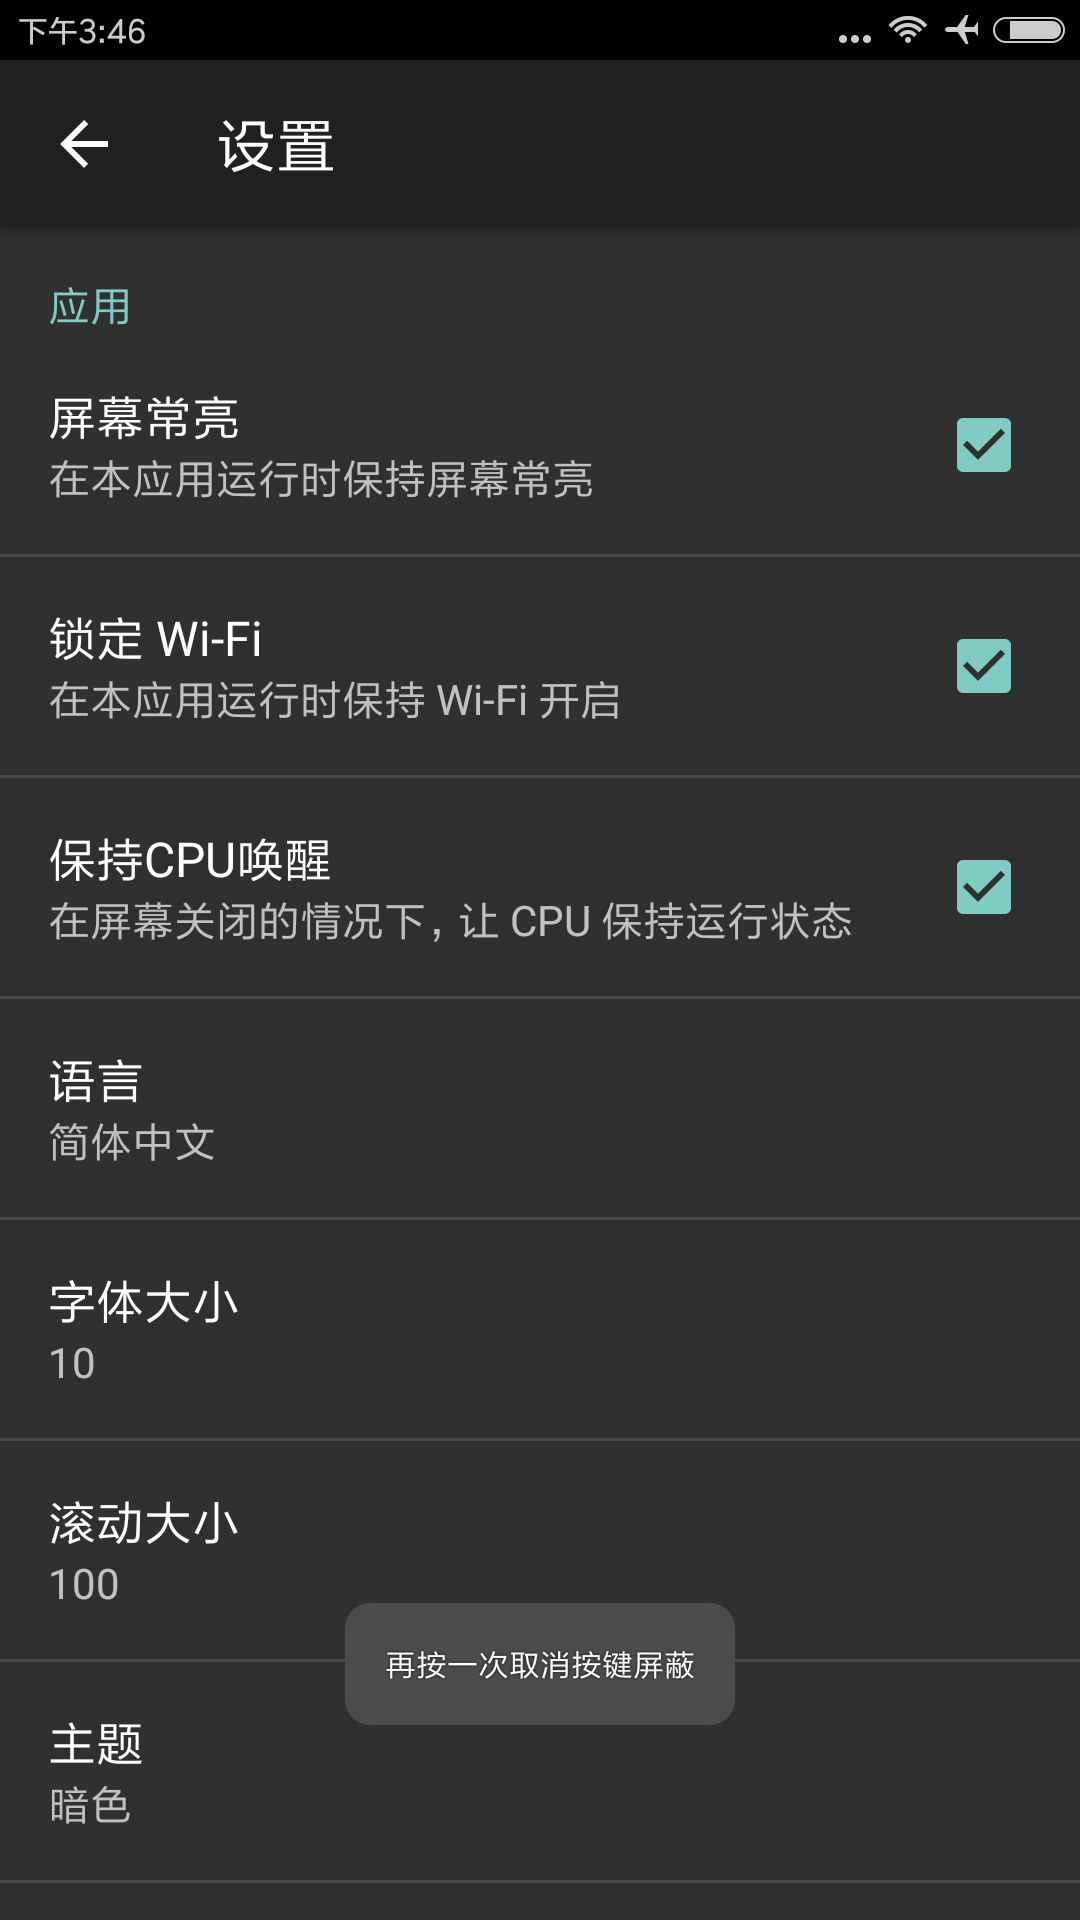 下午3:46
设置
应用
屏幕常亮
在本应用运行时保持屏幕常亮
锁定 Wi-Fi
在本应用运行时保持 Wi-Fi 开启
保持CPU唤醒
在屏幕关闭的情况下，让 CPU 保持运行状态
语言
简体中文
字体大小
10
滚动大小
100
再按一次取消按键屏蔽
主题
暗色